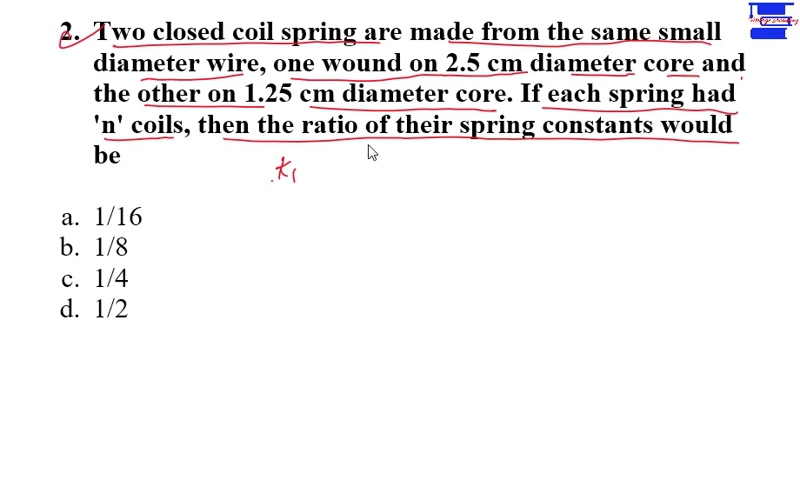 2. Two closed coil spring are made from the same small
diameter wire, one wound on 2.5 cm diameter core and
the other on 1.25 cm diameter core. If each spring had
'n' coils, then the ratio of their spring constants would
be
k1
a. 1/16
b. 1/8
c. 1/4
d. 1/2